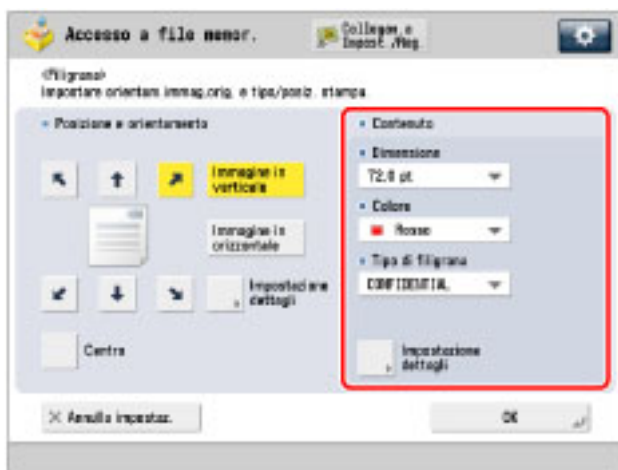 Accesso a file memor.
Collegam. a
Impost./Reg.
<Filigrana>
Impostare orientam immag.orig. e tipo/posiz. stampa.
Posizione e orientamento
Immagine in
verticale
Immagine in
orizzontale
Impostazione
dettagli
Centro
Contenuto
Dimensione
72.0 pt
Colore
Rosso
Tipo di filigrana
CONFIDENTIAL
Impostazione
dettagli
Annulla impostaz.
OK